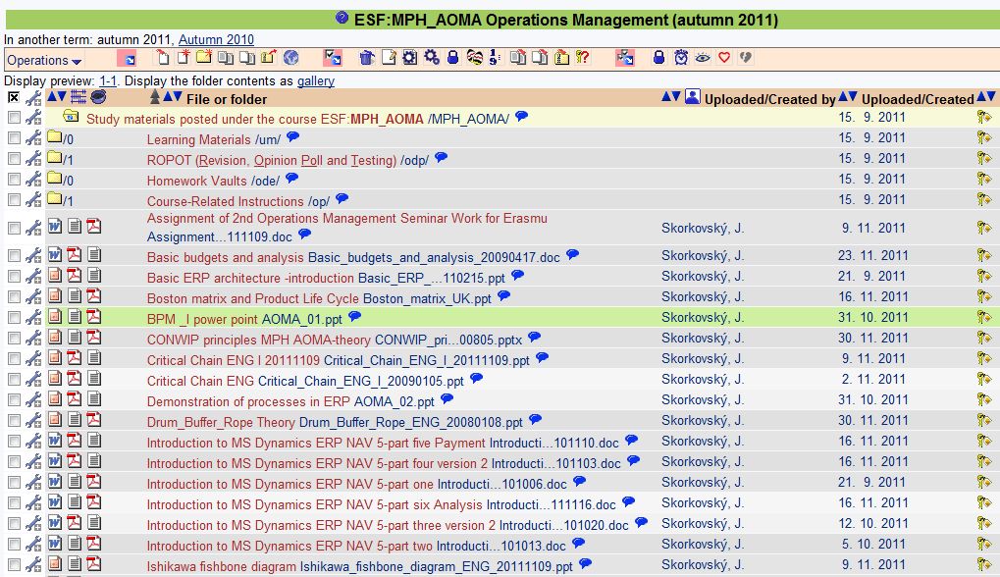 ESF:MPH_AOMA Operations Management (autumn 2011)
In another term: autumn 2011, Autumn 2010
Operations
Display preview: 1-1. Display the folder contents as gallery
File or folder Uploaded/Created by Uploaded/Created
Study materials posted under the course ESF:MPH_AOMA /MPH_AOMA/ 15. 9. 2011
/0 Learning Materials /um/ 15. 9. 2011
/1 ROPOT (Revision, Opinion Poll and Testing) /odp/ 15. 9. 2011
/0 Homework Vaults /ode/ 15. 9. 2011
/1 Course-Related Instructions /op/ 15. 9. 2011
Assignment of 2nd Operations Management Seminar Work for Erasmu
Assignment...111109.doc Skorkovský, J. 9. 11. 2011
Basic budgets and analysis Basic_budgets_and_analysis_20090417.doc Skorkovský, J. 23. 11. 2011
Basic ERP architecture -introduction Basic_ERP_...110215.ppt Skorkovský, J. 21. 9. 2011
Boston matrix and Product Life Cycle Boston_matrix_UK.ppt Skorkovský, J. 16. 11. 2011
BPM _I power point AOMA_01.ppt Skorkovský, J. 31. 10. 2011
CONWIP principles MPH AOMA-theory CONWIP_pri...00805.pptx Skorkovský, J. 30. 11. 2011
Critical Chain ENG I 20111109 Critical_Chain_ENG_I_20111109.ppt Skorkovský, J. 9. 11. 2011
Critical Chain ENG Critical_Chain_ENG_I_20090105.ppt Skorkovský, J. 2. 11. 2011
Demonstration of processes in ERP AOMA_02.ppt Skorkovský, J. 31. 10. 2011
Drum_Buffer_Rope Theory Drum_Buffer_Rope_ENG_20080108.ppt Skorkovský, J. 30. 11. 2011
Introduction to MS Dynamics ERP NAV 5-part five Payment Introducti...101110.doc Skorkovský, J. 16. 11. 2011
Introduction to MS Dynamics ERP NAV 5-part four version 2 Introducti...101103.doc Skorkovský, J. 16. 11. 2011
Introduction to MS Dynamics ERP NAV 5-part one Introducti...101006.doc Skorkovský, J. 21. 9. 2011
Introduction to MS Dynamics ERP NAV 5-part six Analysis Introducti...111116.doc Skorkovský, J. 16. 11. 2011
Introduction to MS Dynamics ERP NAV 5-part three version 2 Introducti...101020.doc Skorkovský, J. 12. 10. 2011
Introduction to MS Dynamics ERP NAV 5-part two Introducti...101013.doc Skorkovský, J. 5. 10. 2011
Ishikawa fishbone diagram Ishikawa_fishbone_diagram_ENG_20111109.ppt Skorkovský, J. 9. 11. 2011